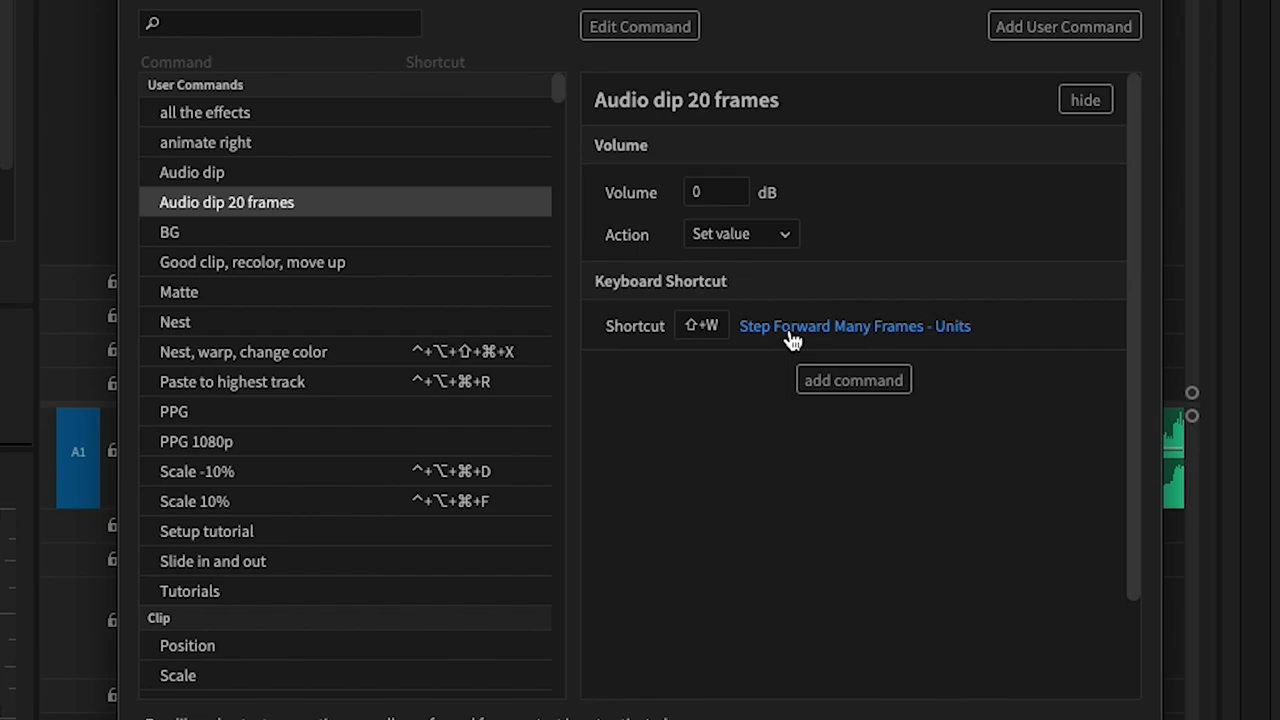 Edit Command
Add User Command
Command Shortcut
User Commands
all the effects
animate right
Audio dip
Audio dip 20 frames
BG
Good clip, recolor, move up
Matte
Nest
Nest, warp, change color ^+⌥+⇧+⌘+X
Paste to highest track ^+⌥+⌘+R
PPG
PPG 1080p
Scale -10% ^+⌥+⌘+D
Scale 10% ^+⌥+⌘+F
Setup tutorial
Slide in and out
Tutorials
Clip
Position
Scale
Audio dip 20 frames hide
Volume
Volume 0 dB
Action Set value
Keyboard Shortcut
Shortcut ⇧+W Step Forward Many Frames - Units
add command
A1